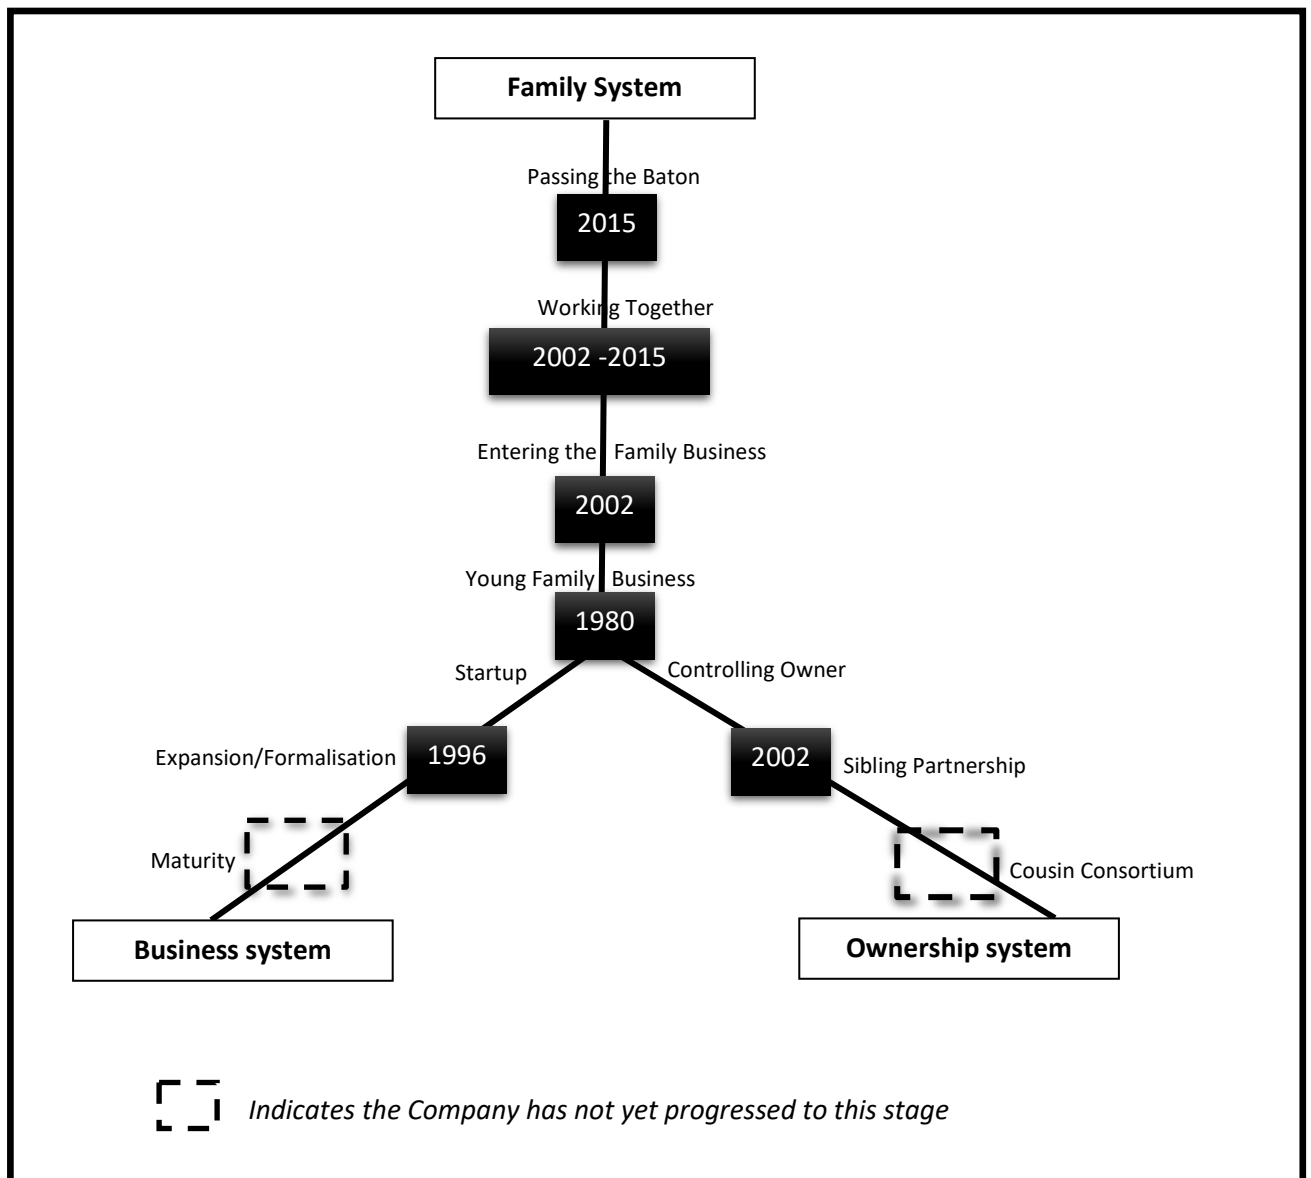 Family System
Passing the Baton
2015
Working Together
2002 -2015
Entering the Family Business
2002
Young Family Business
1980
Startup
Controlling Owner
Expansion/Formalisation
1996
2002
Sibling Partnership
Maturity
Cousin Consortium
Business system
Ownership system
Indicates the Company has not yet progressed to this stage